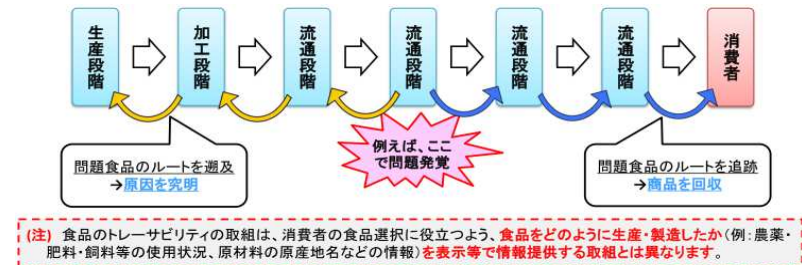 生産段階
加工段階
流通段階
流通段階
流通段階
流通段階
消費者
例えば、ここ
で問題発覚
問題食品のルートを遡及
→原因を究明
問題食品のルートを追跡
→商品を回収
(注) 食品のトレーサビリティの取組は、消費者の食品選択に役立つよう、食品をどのように生産・製造したか(例:農薬・
肥料・飼料等の使用状況、原材料の原産地名などの情報)を表示等で情報提供する取組とは異なります。